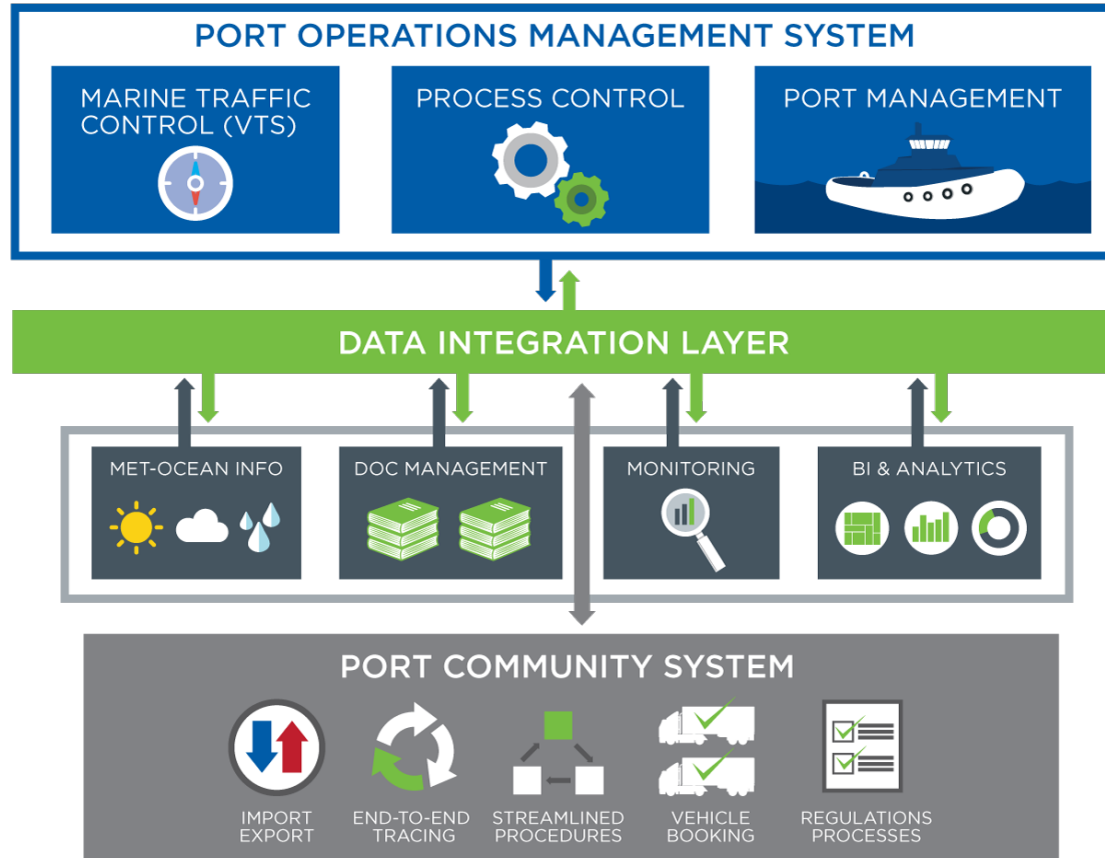 PORT OPERATIONS MANAGEMENT SYSTEM
MARINE TRAFFIC
CONTROL (VTS)
PROCESS CONTROL
PORT MANAGEMENT
DATA INTEGRATION LAYER
MET-OCEAN INFO
DOC MANAGEMENT
MONITORING
BI & ANALYTICS
PORT COMMUNITY SYSTEM
IMPORT
EXPORT
END-TO-END
TRACING
STREAMLINED
PROCEDURES
VEHICLE
BOOKING
REGULATIONS
PROCESSES